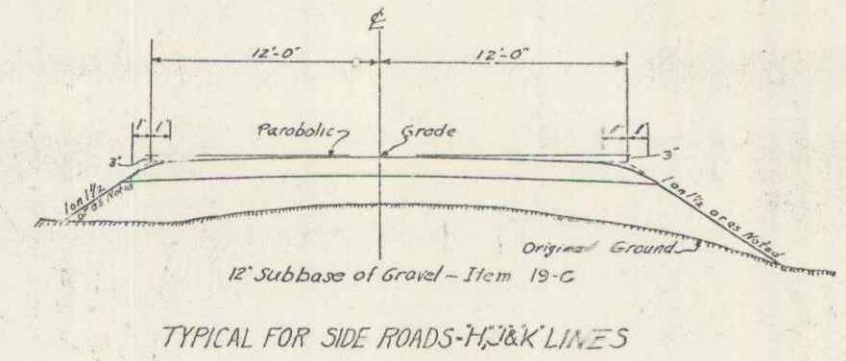 ℄
12'-0" 12'-0"
1' 1' Parabolic Grade 1' 1'
3" 3"
1 on 1½ or as Noted 1 on 1½ or as Noted
Original Ground
12" Subbase of Gravel - Item 19-C
TYPICAL FOR SIDE ROADS-"H","J"&"K" LINES